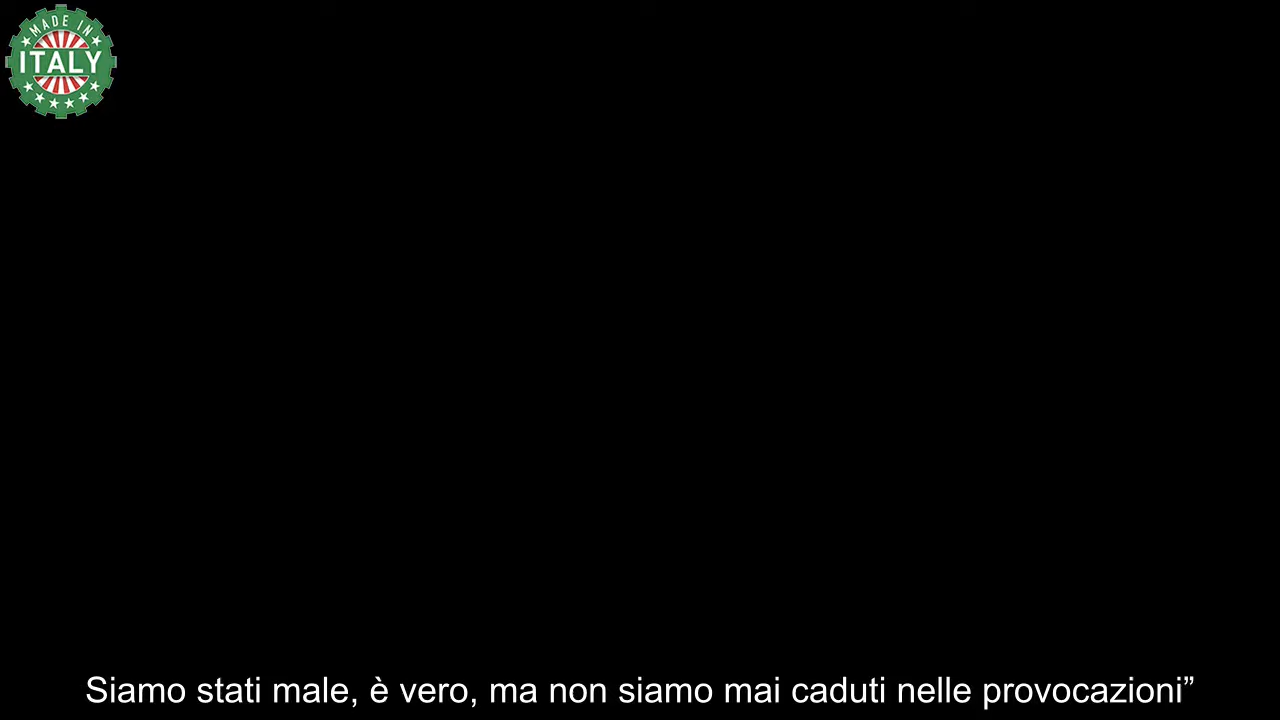 MADE IN
ITALY
Siamo stati male, è vero, ma non siamo mai caduti nelle provocazioni”